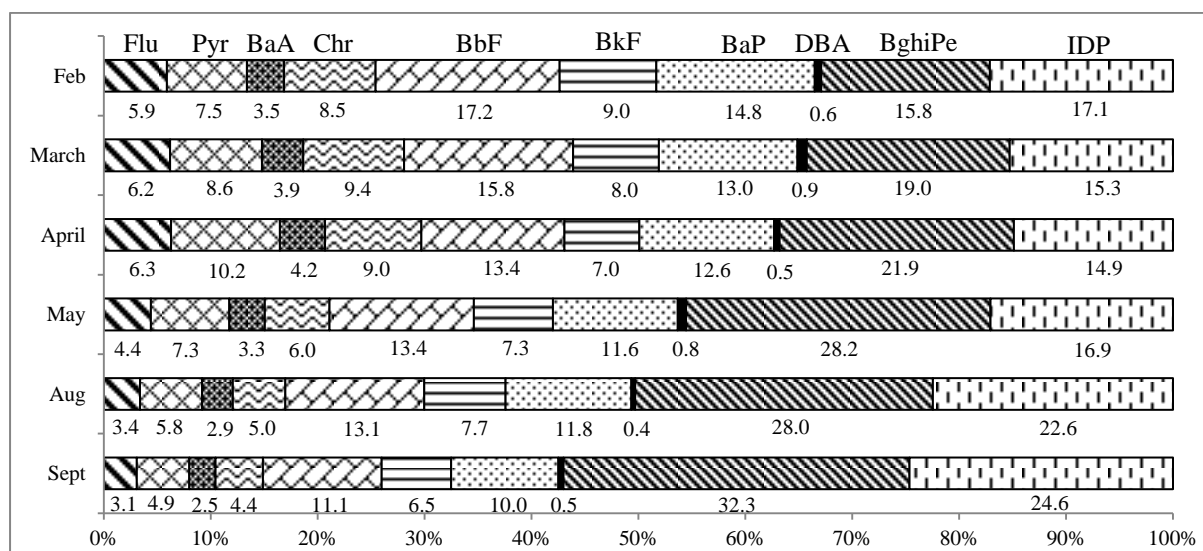 Flu Pyr BaA Chr BbF BkF BaP DBA BghiPe IDP
Feb
5.9 7.5 3.5 8.5 17.2 9.0 14.8 0.6 15.8 17.1
March
6.2 8.6 3.9 9.4 15.8 8.0 13.0 0.9 19.0 15.3
April
6.3 10.2 4.2 9.0 13.4 7.0 12.6 0.5 21.9 14.9
May
4.4 7.3 3.3 6.0 13.4 7.3 11.6 0.8 28.2 16.9
Aug
3.4 5.8 2.9 5.0 13.1 7.7 11.8 0.4 28.0 22.6
Sept
3.1 4.9 2.5 4.4 11.1 6.5 10.0 0.5 32.3 24.6
0% 10% 20% 30% 40% 50% 60% 70% 80% 90% 100%